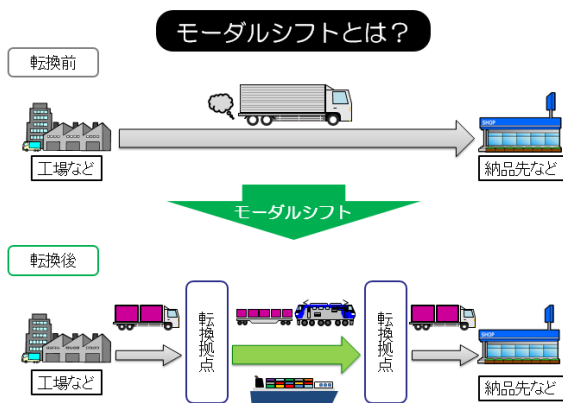 モーダルシフトとは？
転換前
SHOP
工場など
納品先など
モーダルシフト
転換後
転換拠点
転換拠点
SHOP
工場など
納品先など